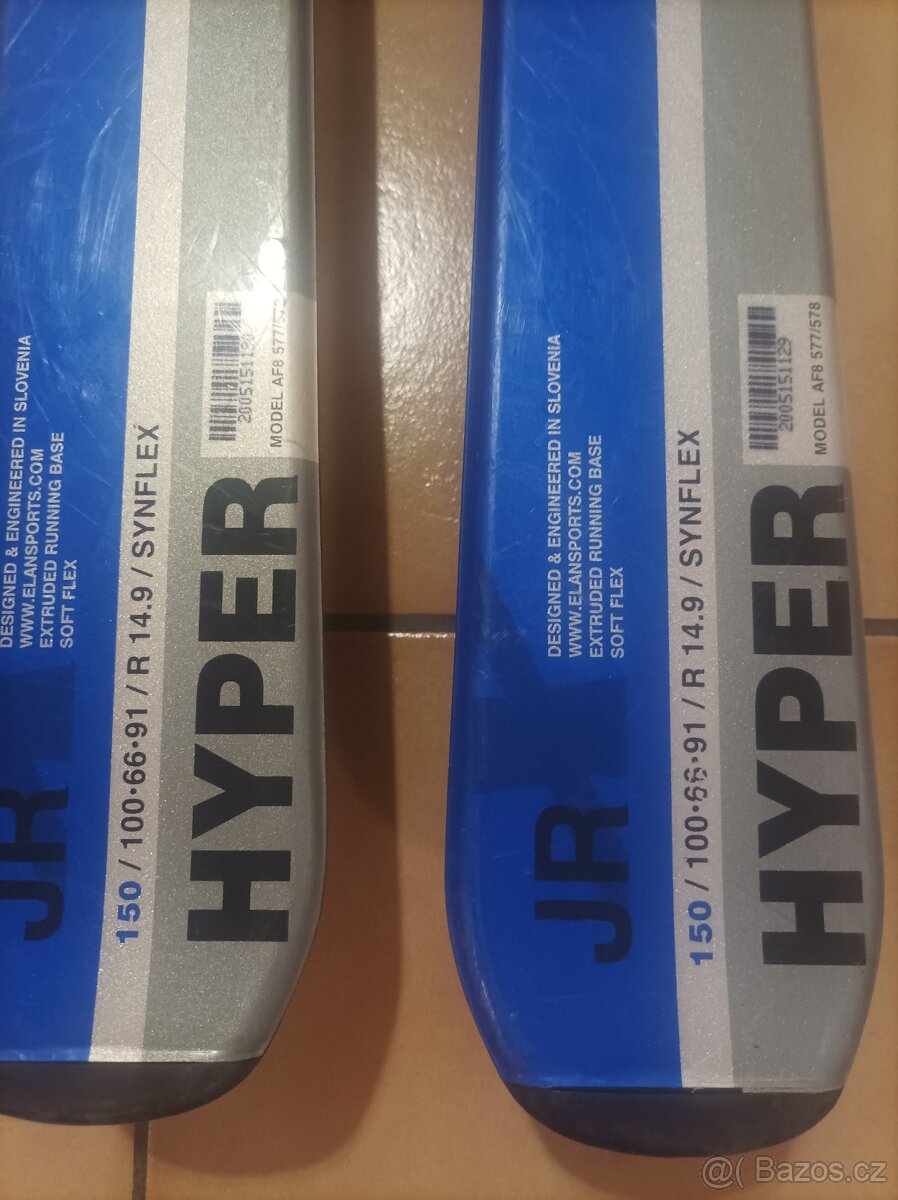 DESIGNED & ENGINEERED IN SLOVENIA
WWW.ELANSPORTS.COM
EXTRUDED RUNNING BASE
SOFT FLEX
JR
150 / 100•66•91 / R 14.9 / SYNFLEX
HYPER
MODEL AF8 577/
DESIGNED & ENGINEERED IN SLOVENIA
WWW.ELANSPORTS.COM
EXTRUDED RUNNING BASE
SOFT FLEX
JR
150 / 100•66•91 / R 14.9 / SYNFLEX
HYPER
2005151129
MODEL AF8 577/578
@( Bazos.cz